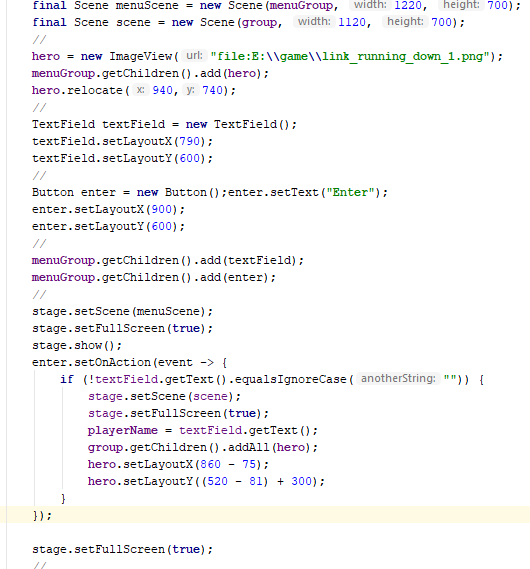 final Scene menuScene = new Scene(menuGroup, width: 1220, height: 700);
final Scene scene = new Scene(group, width: 1120, height: 700);
//
hero = new ImageView( url: "file:E:\\game\\link_running_down_1.png");
menuGroup.getChildren().add(hero);
hero.relocate( x: 940, y: 740);
//
TextField textField = new TextField();
textField.setLayoutX(790);
textField.setLayoutY(600);
//
Button enter = new Button();enter.setText("Enter");
enter.setLayoutX(900);
enter.setLayoutY(600);
//
menuGroup.getChildren().add(textField);
menuGroup.getChildren().add(enter);
//
stage.setScene(menuScene);
stage.setFullScreen(true);
stage.show();
enter.setOnAction(event -> {
if (!textField.getText().equalsIgnoreCase( anotherString: "")) {
stage.setScene(scene);
stage.setFullScreen(true);
playerName = textField.getText();
group.getChildren().addAll(hero);
hero.setLayoutX(860 - 75);
hero.setLayoutY((520 - 81) + 300);
}
});
stage.setFullScreen(true);
//